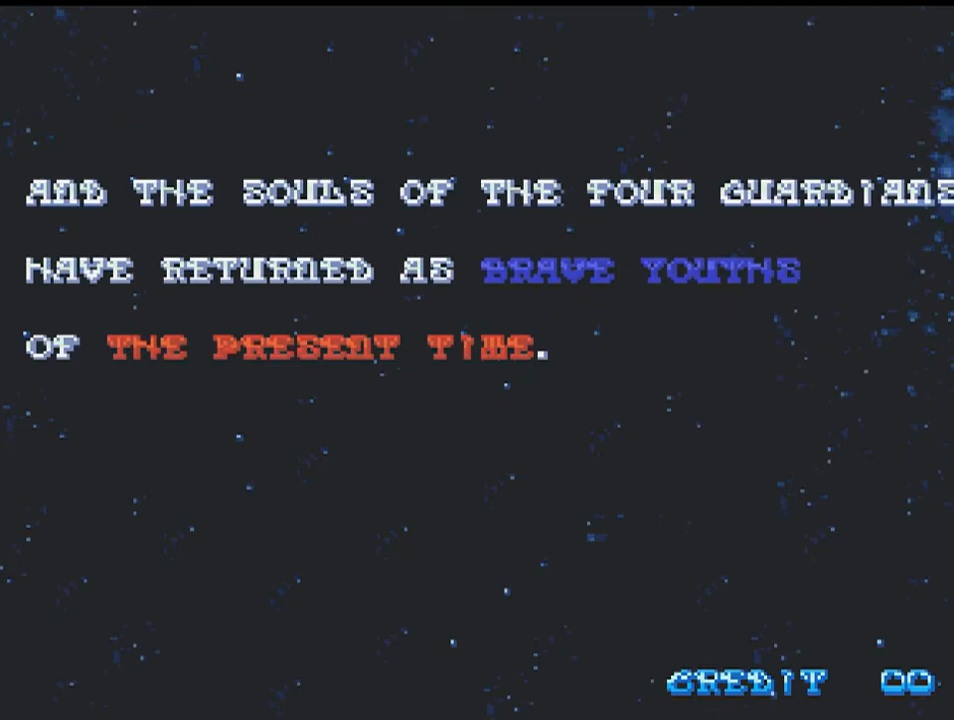 AND THE SOULS OF THE FOUR GUARDIANS
HAVE RETURNED AS BRAVE YOUTHS
OF THE PRESENT TIME.
CREDIT 00